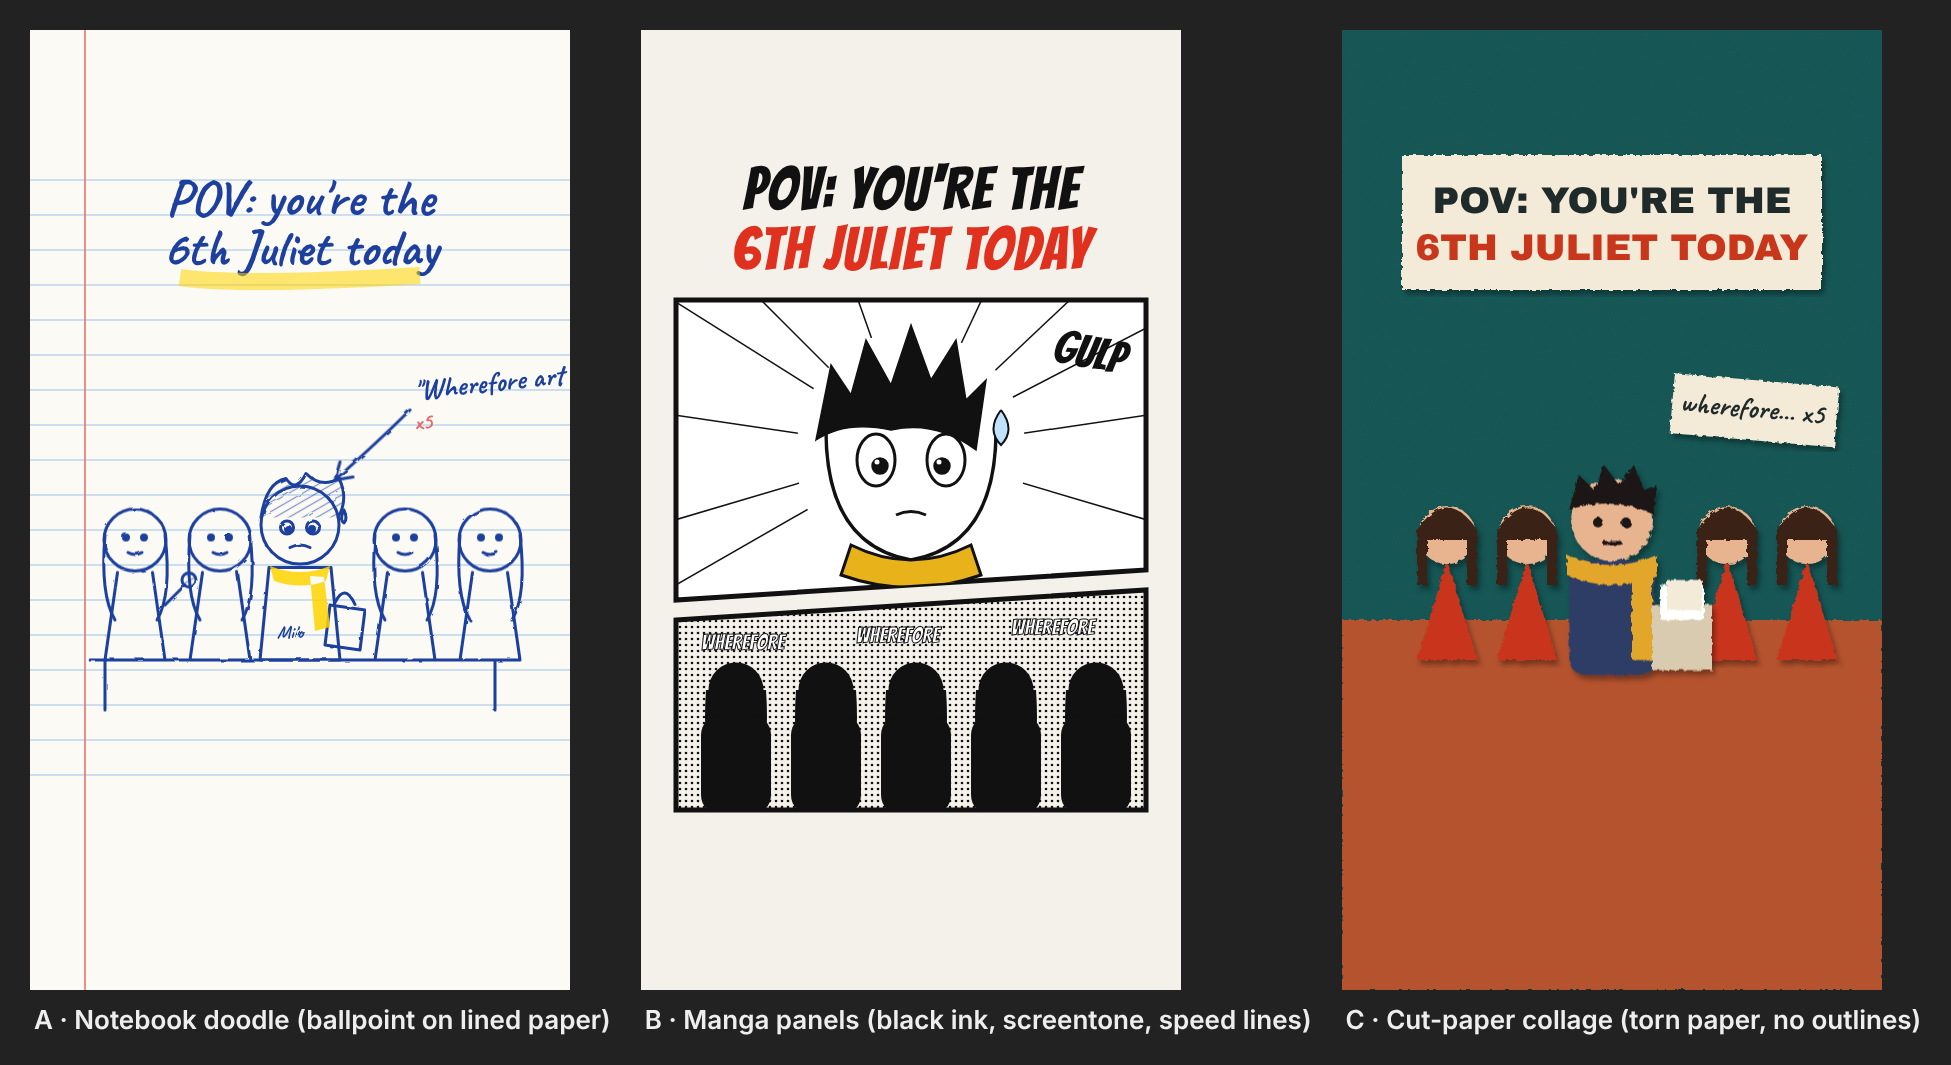 POV: you're the
6th Juliet today
"Wherefore art
x5
Milo
A · Notebook doodle (ballpoint on lined paper)
POV: YOU'RE THE
6TH JULIET TODAY
GULP
WHEREFORE
WHEREFORE
WHEREFORE
B · Manga panels (black ink, screentone, speed lines)
POV: YOU'RE THE
6TH JULIET TODAY
wherefore... x5
C · Cut-paper collage (torn paper, no outlines)